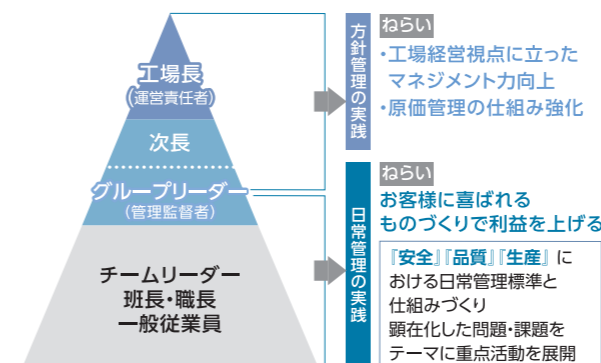 工場長
(運営責任者)
次長
グループリーダー
(管理監督者)
チームリーダー
班長・職長
一般従業員
方針管理の実践
ねらい
・工場経営視点に立った
マネジメント力向上
・原価管理の仕組み強化
日常管理の実践
ねらい
お客様に喜ばれる
ものづくりで利益を上げる
『安全』『品質』『生産』に
おける日常管理標準と
仕組みづくり
顕在化した問題・課題を
テーマに重点活動を展開